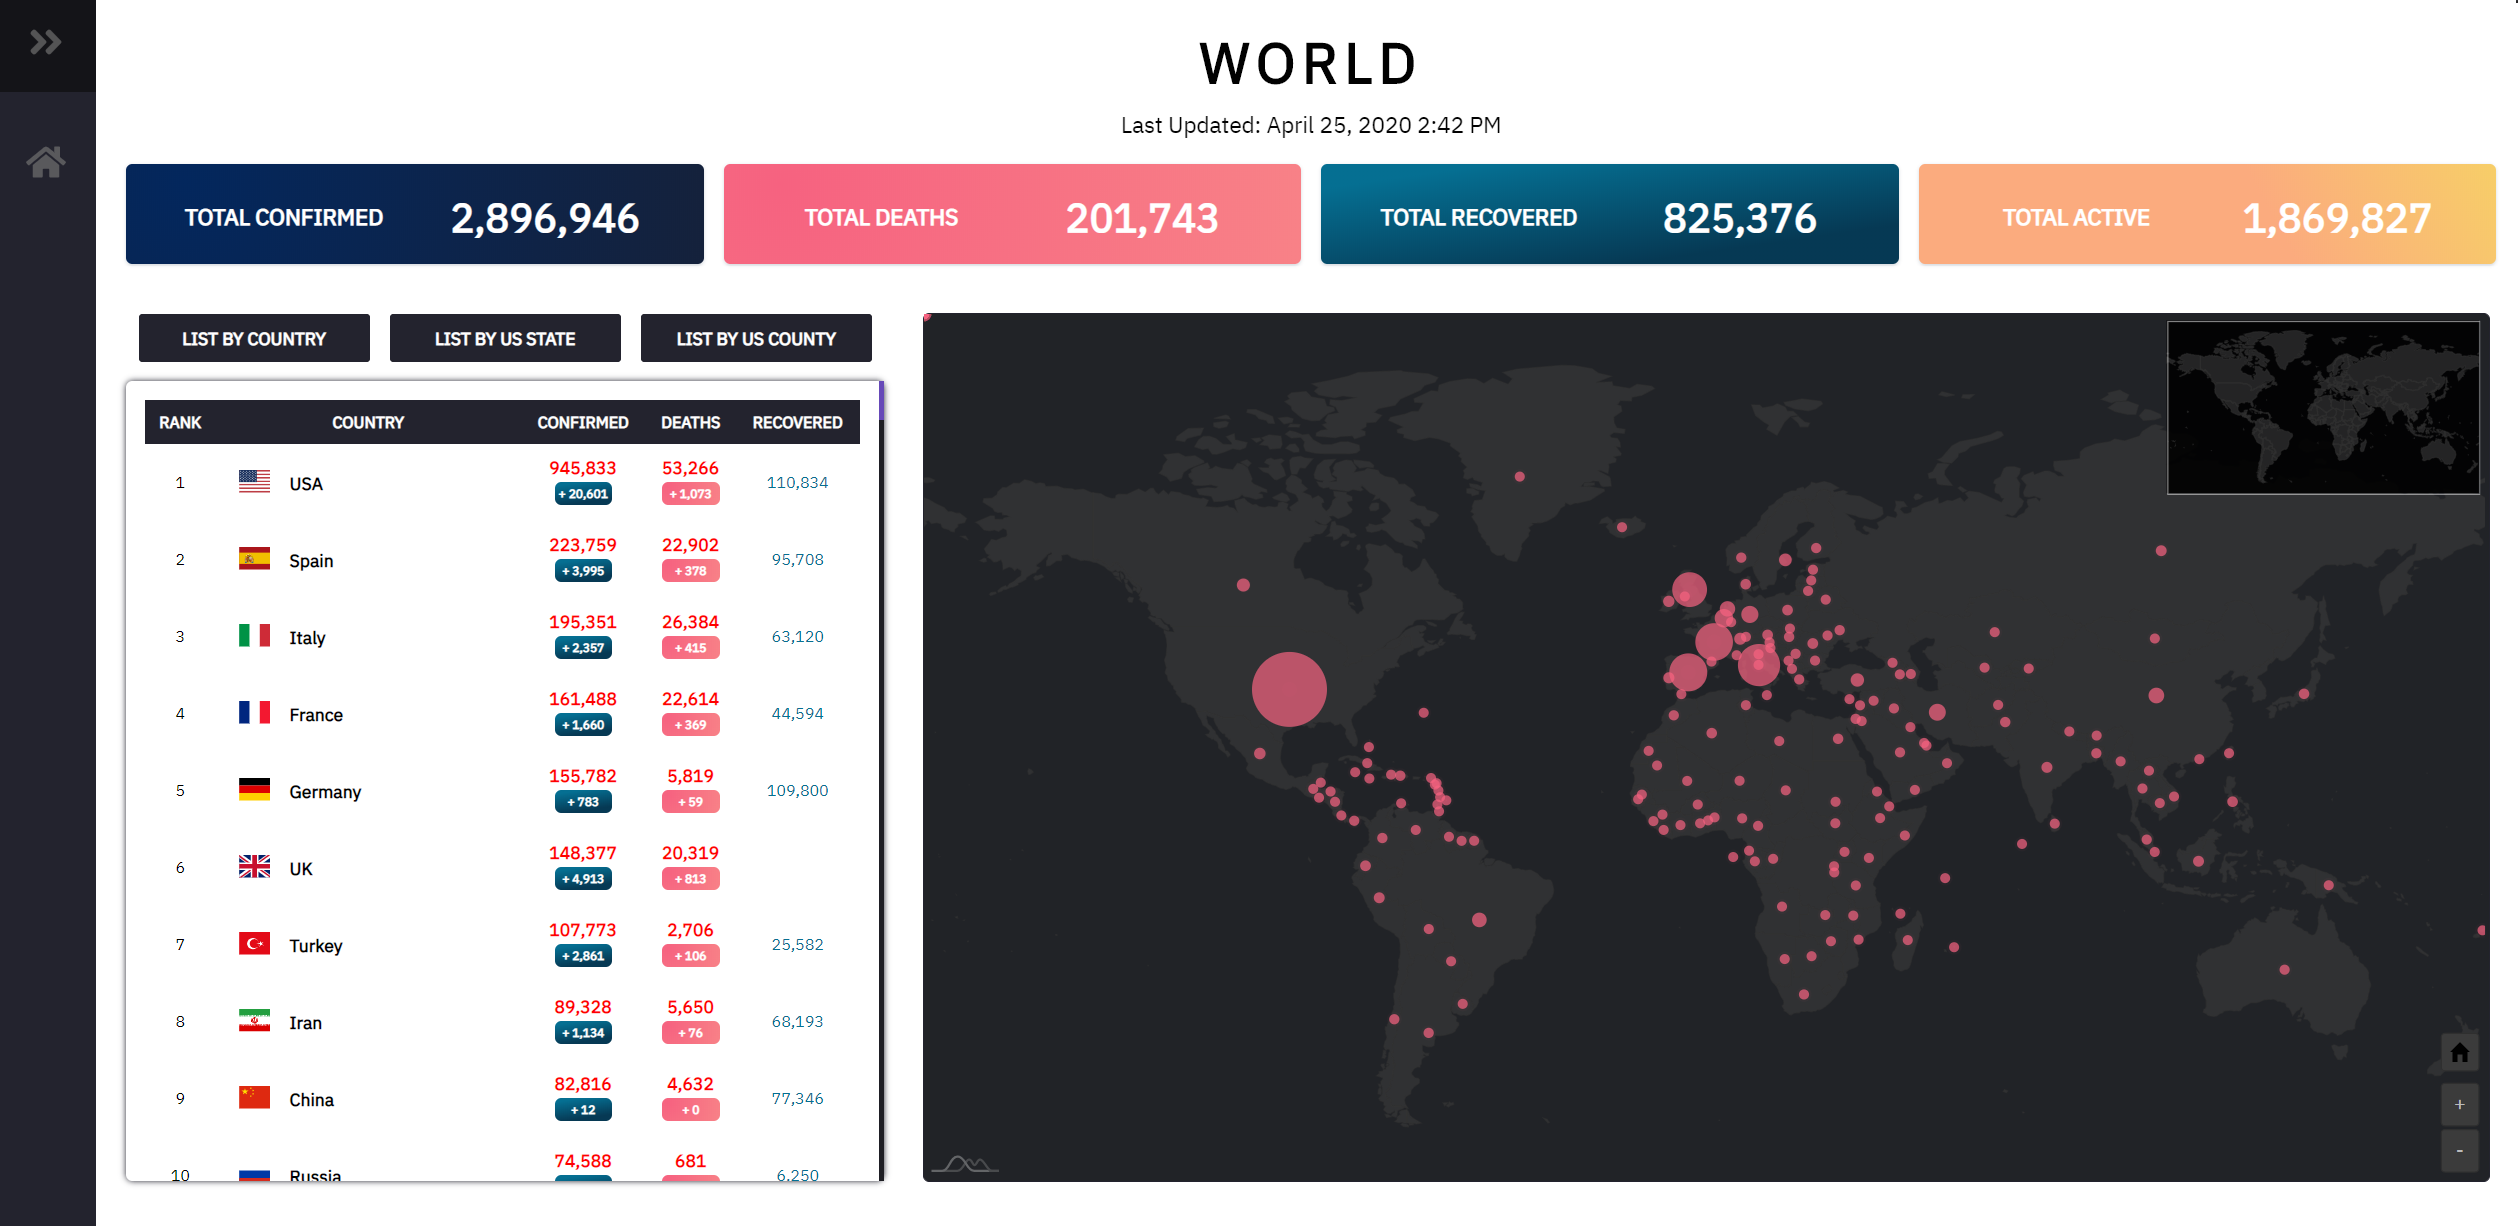 WORLD
Last Updated: April 25, 2020 2:42 PM
TOTAL CONFIRMED 2,896,946
TOTAL DEATHS 201,743
TOTAL RECOVERED 825,376
TOTAL ACTIVE 1,869,827
LIST BY COUNTRY LIST BY US STATE LIST BY US COUNTY
RANK COUNTRY CONFIRMED DEATHS RECOVERED
1 USA 945,833 53,266 110,834
+ 20,601 + 1,073
2 Spain 223,759 22,902 95,708
+ 3,995 + 378
3 Italy 195,351 26,384 63,120
+ 2,357 + 415
4 France 161,488 22,614 44,594
+ 1,660 + 369
5 Germany 155,782 5,819 109,800
+ 783 + 59
6 UK 148,377 20,319
+ 4,913 + 813
7 Turkey 107,773 2,706 25,582
+ 2,861 + 106
8 Iran 89,328 5,650 68,193
+ 1,134 + 76
9 China 82,816 4,632 77,346
+ 12 + 0
10 Russia 74,588 681 6,250
+
-